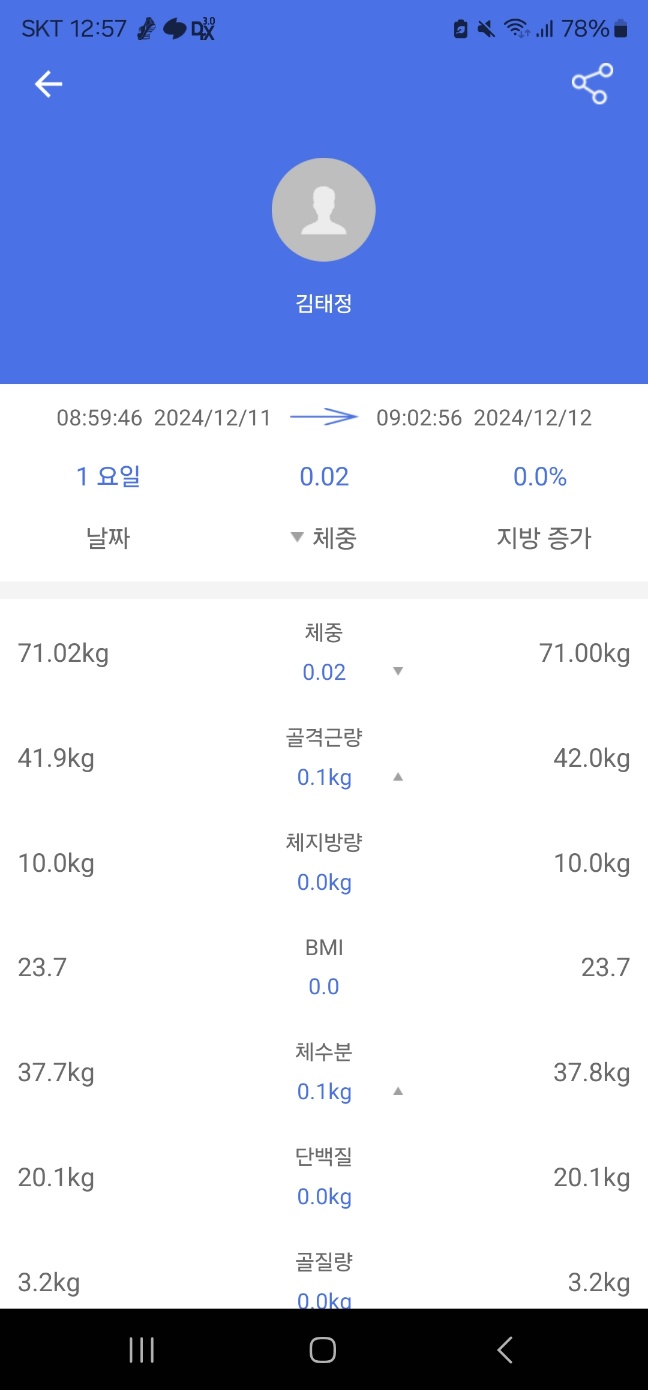 SKT 12:57 78%
김태정
08:59:46 2024/12/11 09:02:56 2024/12/12
1 요일 0.02 0.0%
날짜 ▼ 체중 지방 증가
체중
71.02kg 71.00kg
0.02 ▼
골격근량
41.9kg 42.0kg
0.1kg ▲
체지방량
10.0kg 10.0kg
0.0kg
BMI
23.7 23.7
0.0
체수분
37.7kg 37.8kg
0.1kg ▲
단백질
20.1kg 20.1kg
0.0kg
골질량
3.2kg 3.2kg
0.0kg